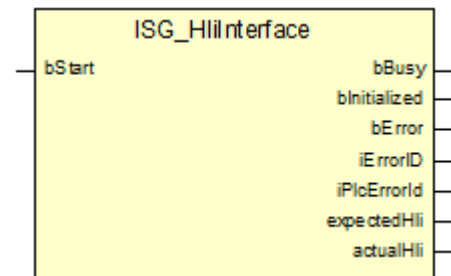 ISG_HliInterface
bStart
bBusy
bInitialized
bError
iErrorID
iPlcErrorId
expectedHli
actualHli